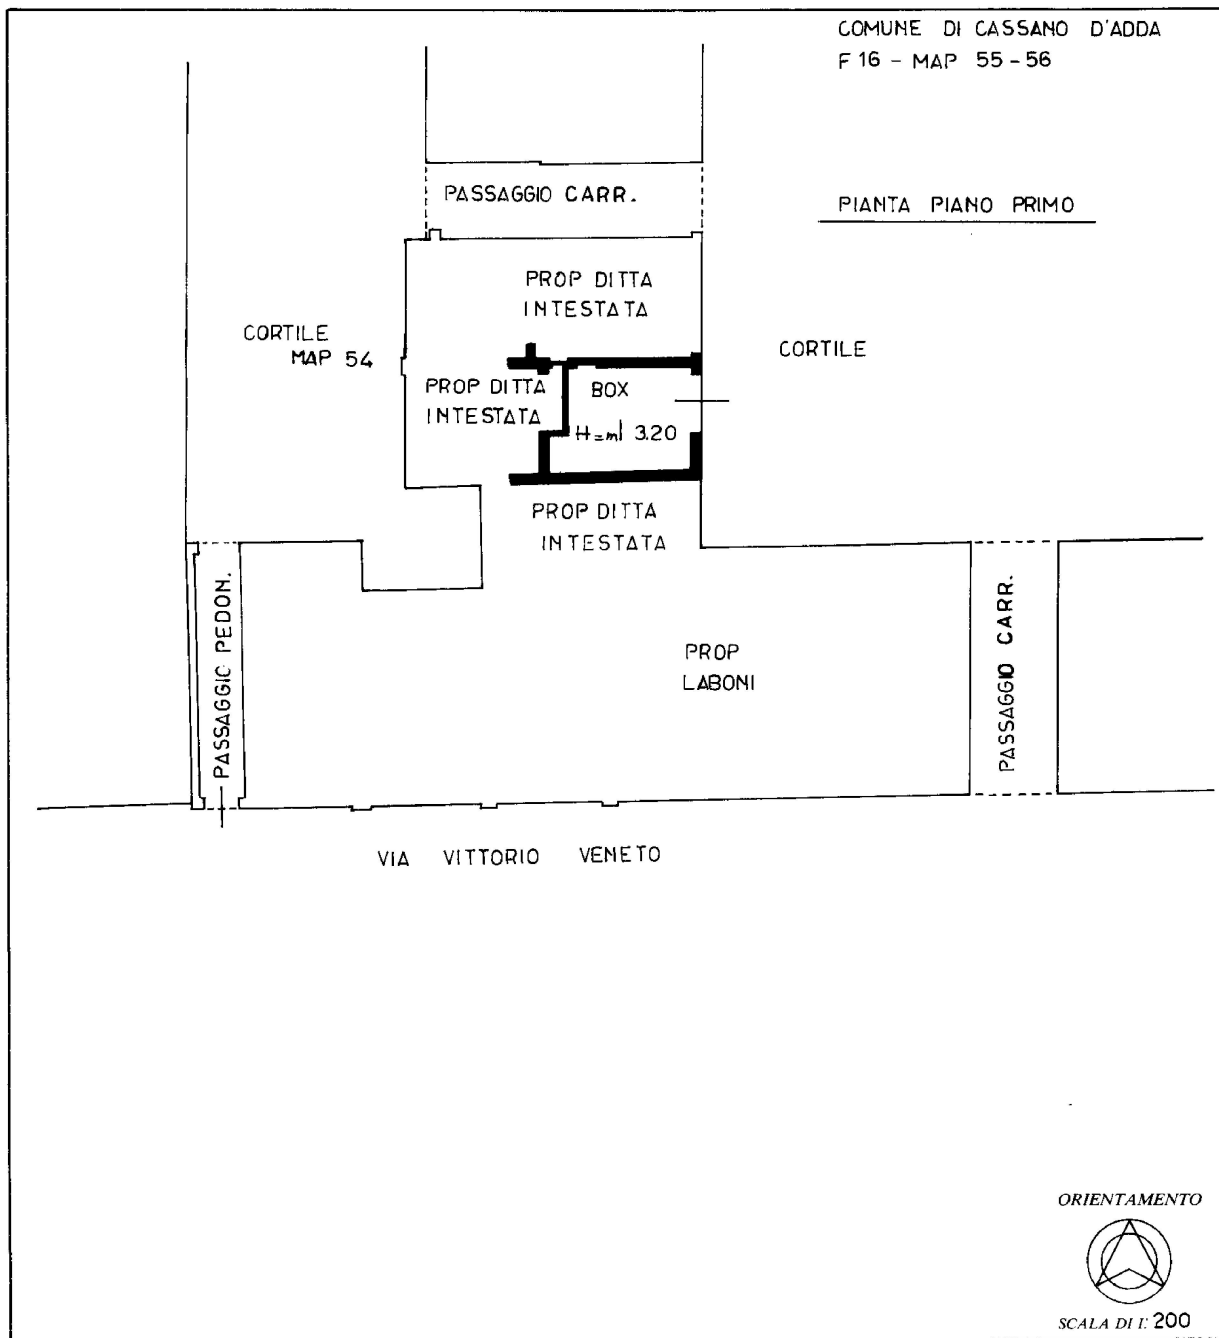 COMUNE DI CASSANO D'ADDA
F 16 - MAP 55 - 56
PASSAGGIO CARR.
PIANTA PIANO PRIMO
PROP DITTA
INTESTATA
CORTILE
MAP 54
CORTILE
PROP DITTA
INTESTATA
BOX
H=ml 3.20
PROP DITTA
INTESTATA
PASSAGGIO PEDON.
PROP
LABONI
PASSAGGIO CARR.
VIA VITTORIO VENETO
ORIENTAMENTO
SCALA DI 1: 200